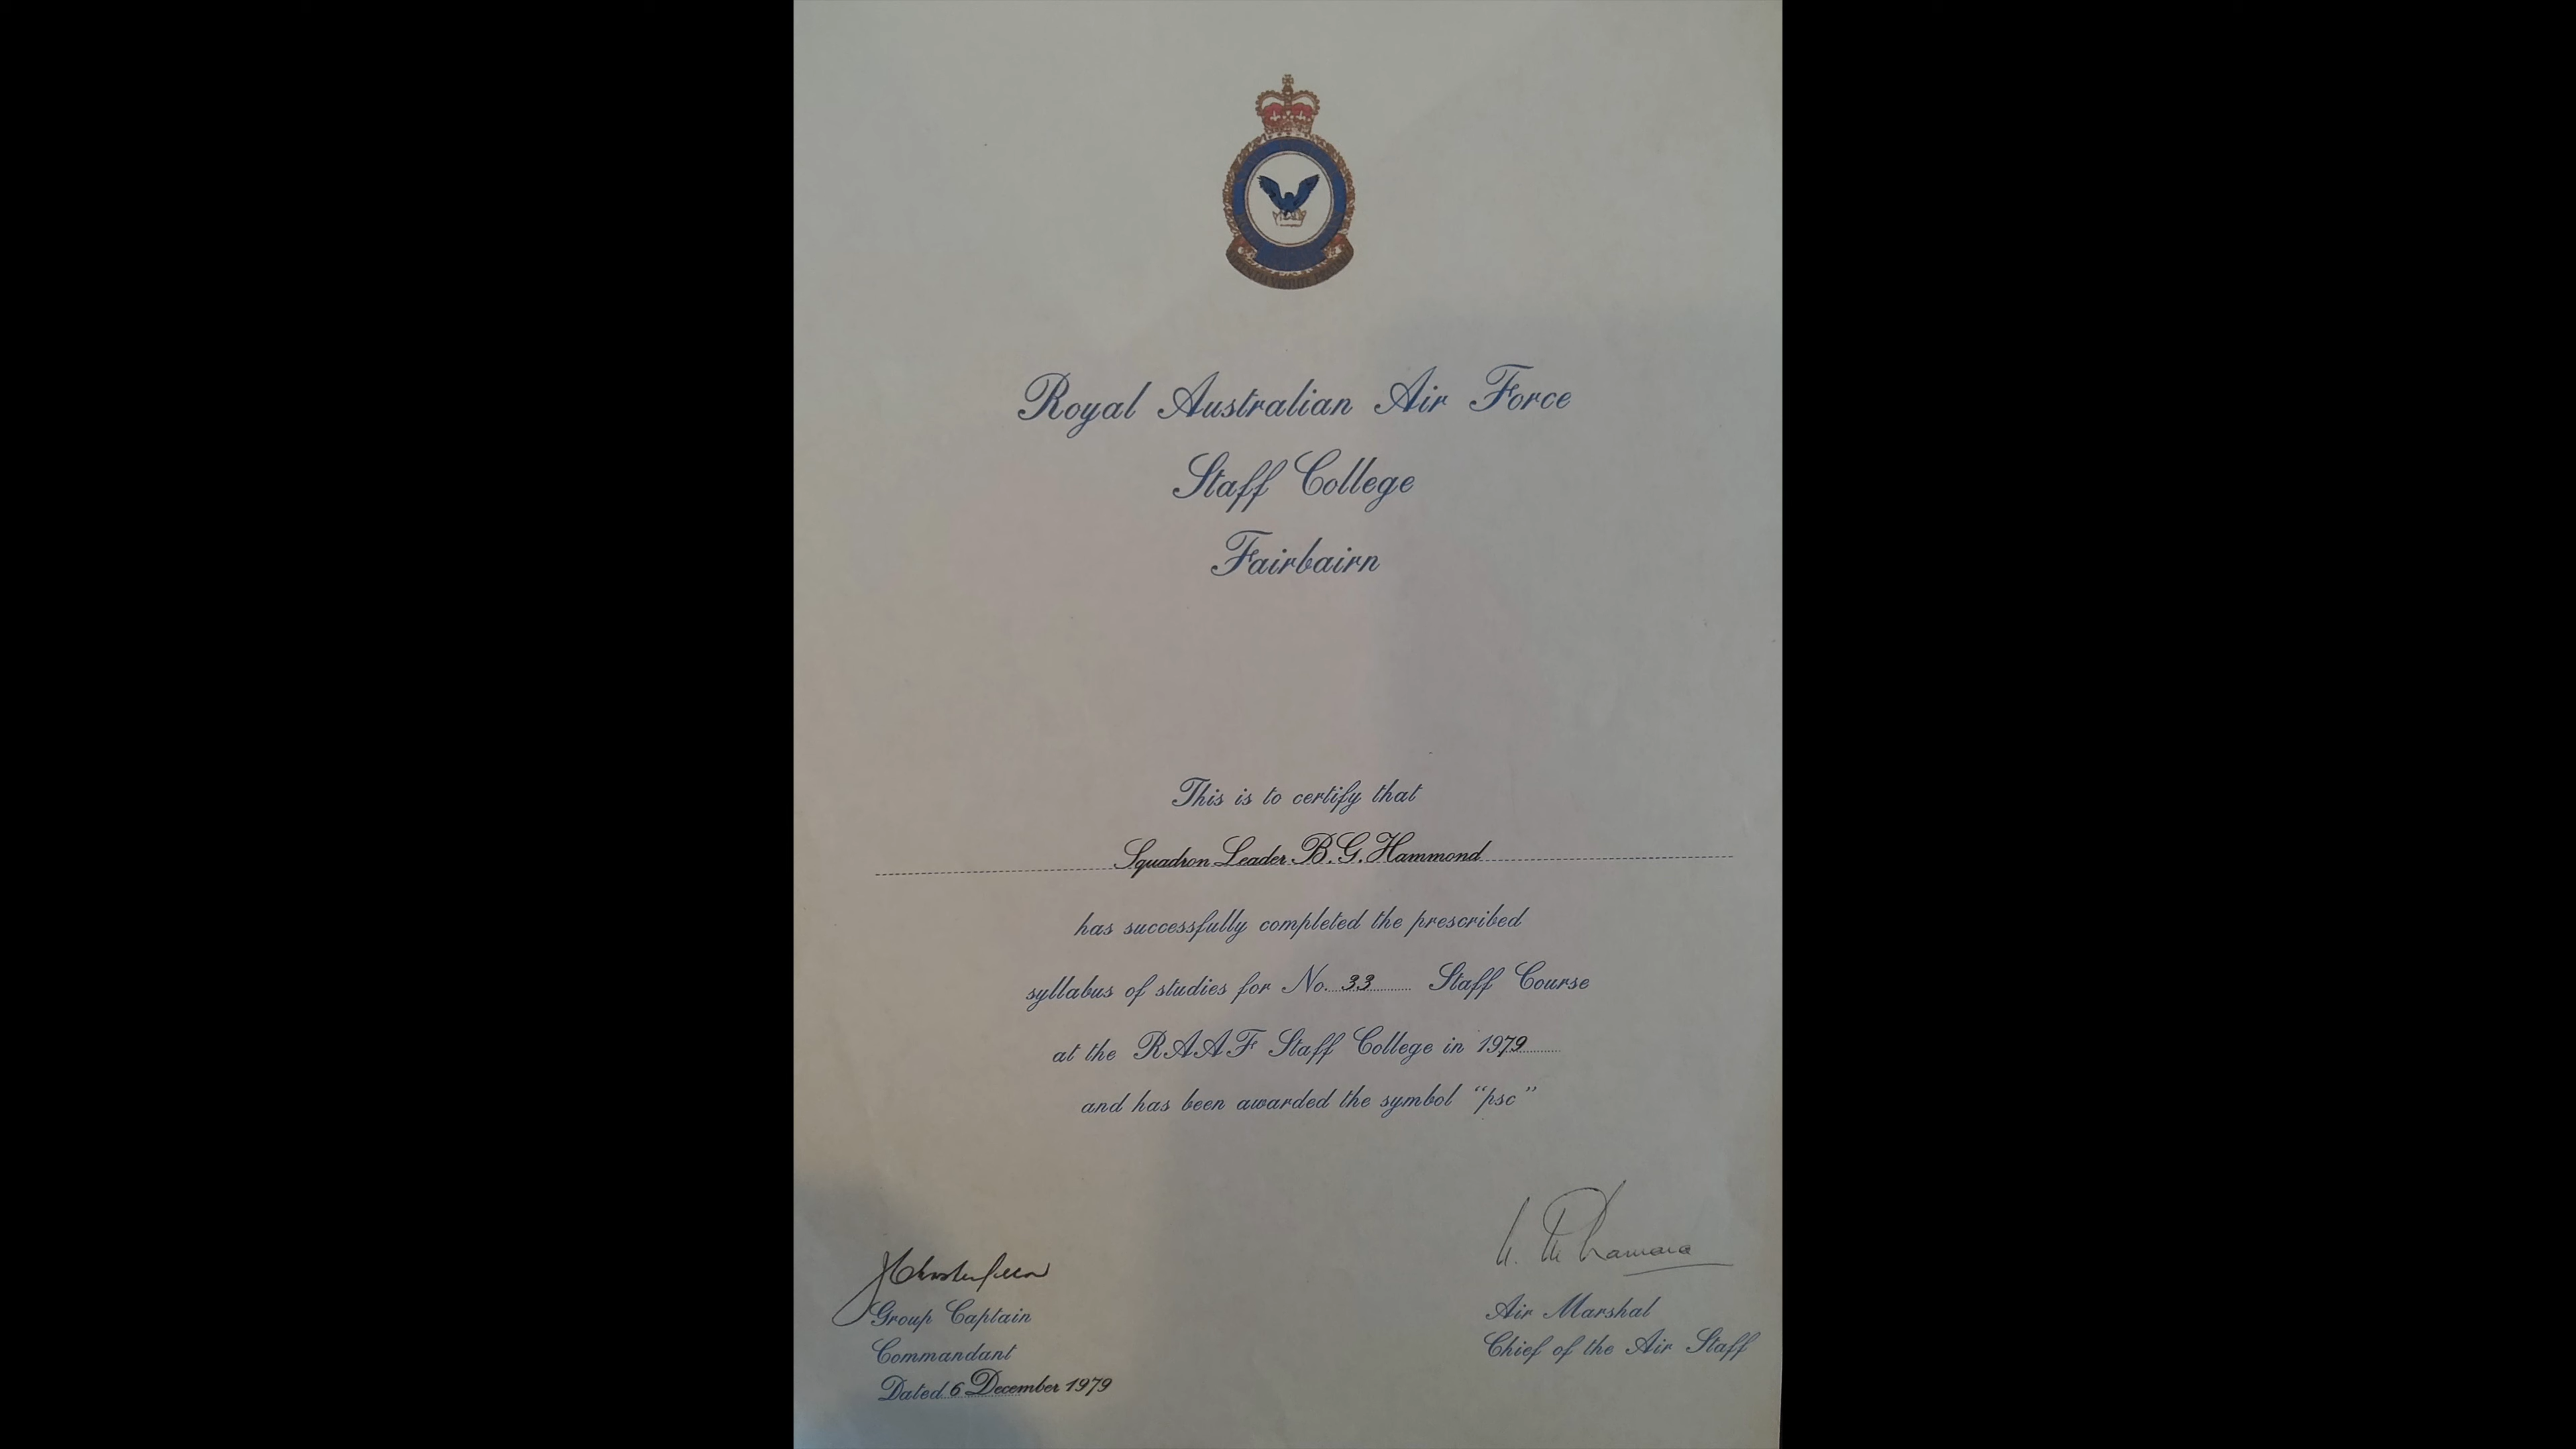 Royal Australian Air Force
Staff College
Fairbairn
This is to certify that
Squadron Leader B. G. Hammond
has successfully completed the prescribed
syllabus of studies for No. 33 Staff Course
at the RAAF Staff College in 1979
and has been awarded the symbol “psc”
Group Captain
Commandant
Dated 6 December 1979
Air Marshal
Chief of the Air Staff